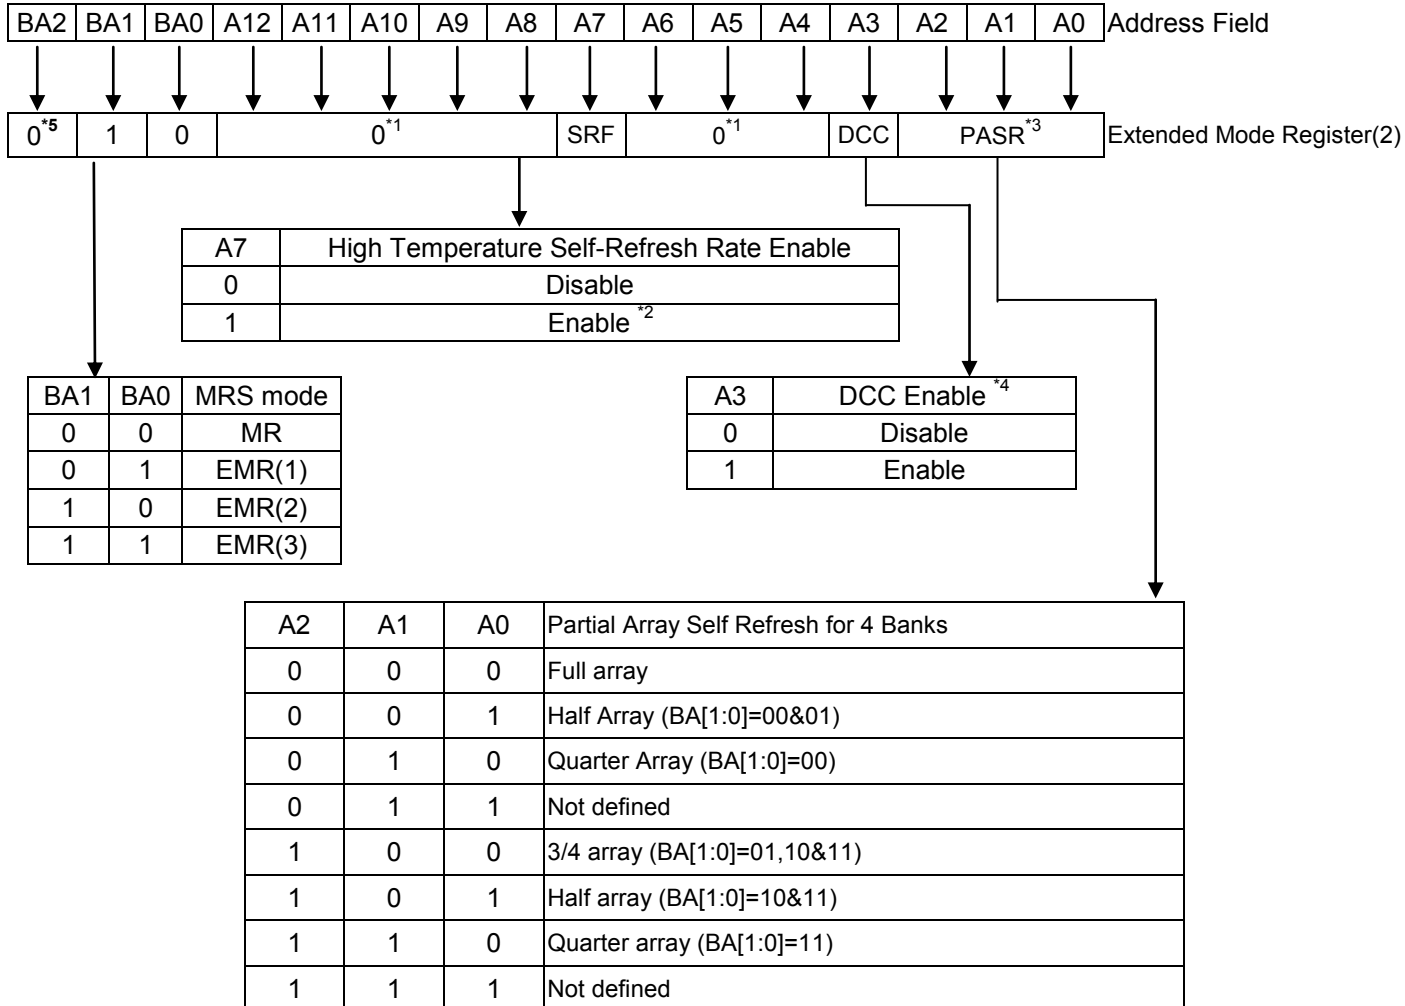 BA2 BA1 BA0 A12 A11 A10 A9 A8 A7 A6 A5 A4 A3 A2 A1 A0 Address Field
0*5 1 0 0*1 SRF 0*1 DCC PASR*3 Extended Mode Register(2)
A7 High Temperature Self-Refresh Rate Enable
0 Disable
1 Enable *2
BA1 BA0 MRS mode
0 0 MR
0 1 EMR(1)
1 0 EMR(2)
1 1 EMR(3)
A3 DCC Enable *4
0 Disable
1 Enable
A2 A1 A0 Partial Array Self Refresh for 4 Banks
0 0 0 Full array
0 0 1 Half Array (BA[1:0]=00&01)
0 1 0 Quarter Array (BA[1:0]=00)
0 1 1 Not defined
1 0 0 3/4 array (BA[1:0]=01,10&11)
1 0 1 Half array (BA[1:0]=10&11)
1 1 0 Quarter array (BA[1:0]=11)
1 1 1 Not defined